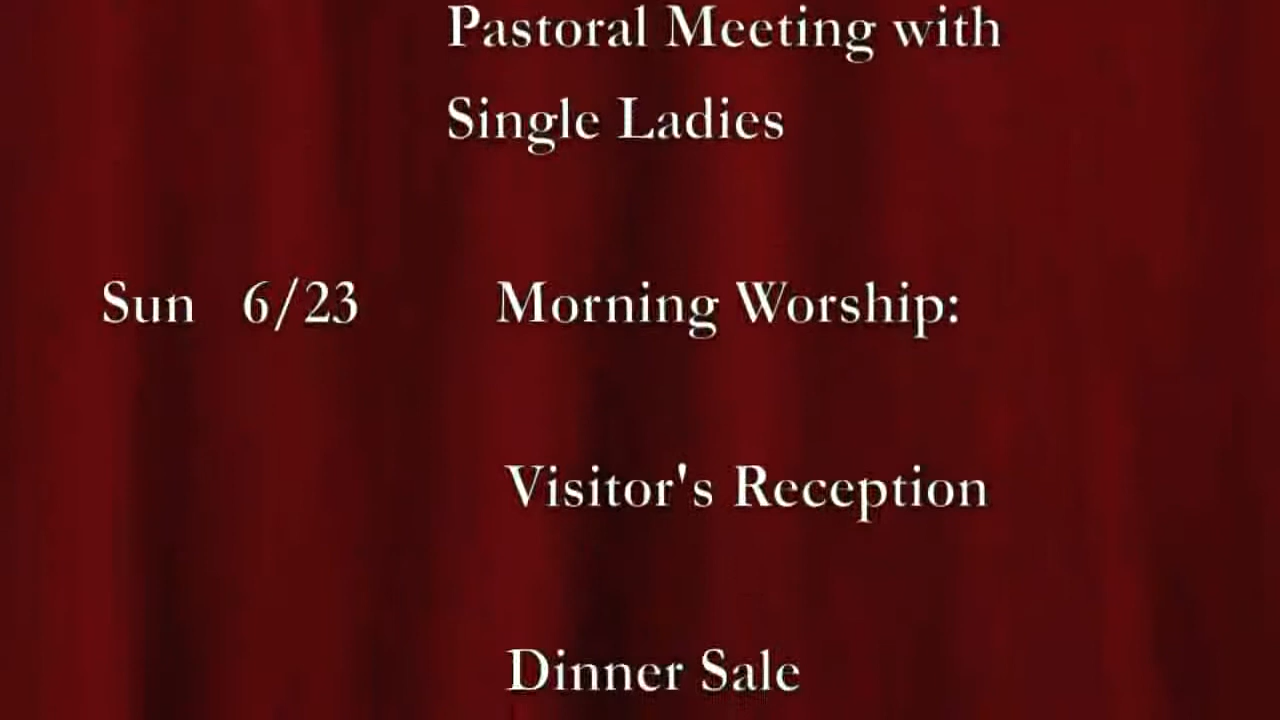 Pastoral Meeting with
Single Ladies
Sun 6/23 Morning Worship:
Visitor's Reception
Dinner Sale